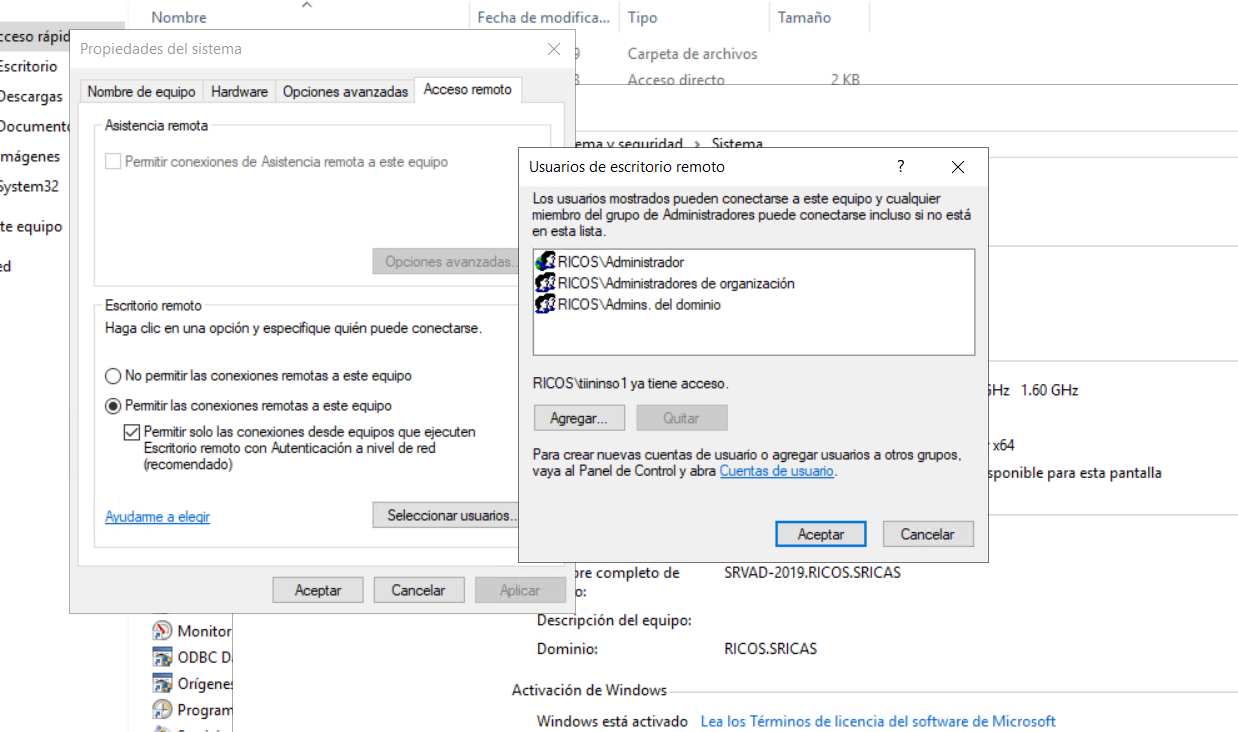 Nombre
Fecha de modifica...
Tipo
Tamaño
cceso rápid
Escritorio
Descargas
Documento
mágenes
System32
te equipo
ed
Carpeta de archivos
Acceso directo
2 KB
Propiedades del sistema
Nombre de equipo
Hardware
Opciones avanzadas
Acceso remoto
Asistencia remota
Permitir conexiones de Asistencia remota a este equipo
Opciones avanzadas...
Escritorio remoto
Haga clic en una opción y especifique quién puede conectarse.
No permitir las conexiones remotas a este equipo
Permitir las conexiones remotas a este equipo
Permitir solo las conexiones desde equipos que ejecuten
Escritorio remoto con Autenticación a nivel de red
(recomendado)
Ayudarme a elegir
Seleccionar usuarios...
Aceptar
Cancelar
Aplicar
ema y seguridad > Sistema
Usuarios de escritorio remoto
?
Los usuarios mostrados pueden conectarse a este equipo y cualquier
miembro del grupo de Administradores puede conectarse incluso si no está
en esta lista.
RICOS\Administrador
RICOS\Administradores de organización
RICOS\Admins. del dominio
RICOS\tiininso1 ya tiene acceso.
Agregar...
Quitar
Para crear nuevas cuentas de usuario o agregar usuarios a otros grupos,
vaya al Panel de Control y abra Cuentas de usuario.
Aceptar
Cancelar
GHz 1.60 GHz
r x64
sponible para esta pantalla
bre completo de
o:
SRVAD-2019.RICOS.SRICAS
Descripción del equipo:
Dominio:
RICOS.SRICAS
Activación de Windows
Windows está activado
Lea los Términos de licencia del software de Microsoft
Monitor
ODBC D
Orígenes
Program